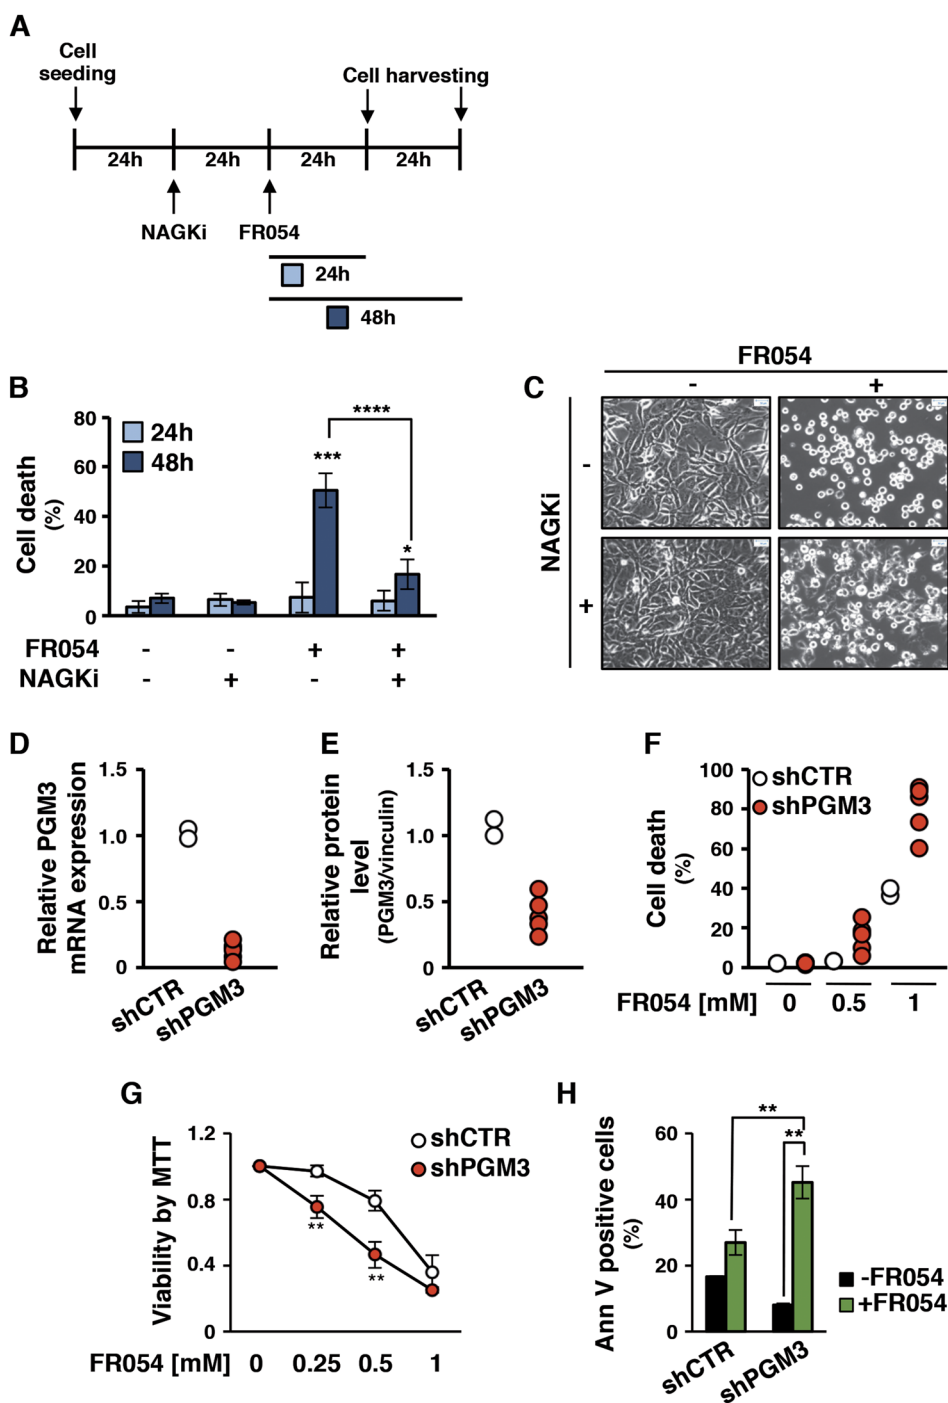 A
Cell
seeding
Cell harvesting
24h 24h 24h 24h
NAGKi FR054
24h
48h
B
80
60
40
20
0
Cell death
(%)
24h
48h
****
***
*
FR054 - - + +
NAGKi - + - +
C
FR054
- +
NAGKi
-
+
D
Relative PGM3
mRNA expression
1.5
1.0
0.5
0
shCTR
shPGM3
E
Relative protein
level
(PGM3/vinculin)
1.5
1.0
0.5
0
shCTR
shPGM3
F
Cell death
(%)
100
80
60
40
20
0
shCTR
shPGM3
FR054 [mM] 0 0.5 1
G
Viability by MTT
1.2
0.8
0.4
0
shCTR
shPGM3
**
**
FR054 [mM] 0 0.25 0.5 1
H
Ann V positive cells
(%)
60
40
20
0
**
**
-FR054
+FR054
shCTR
shPGM3